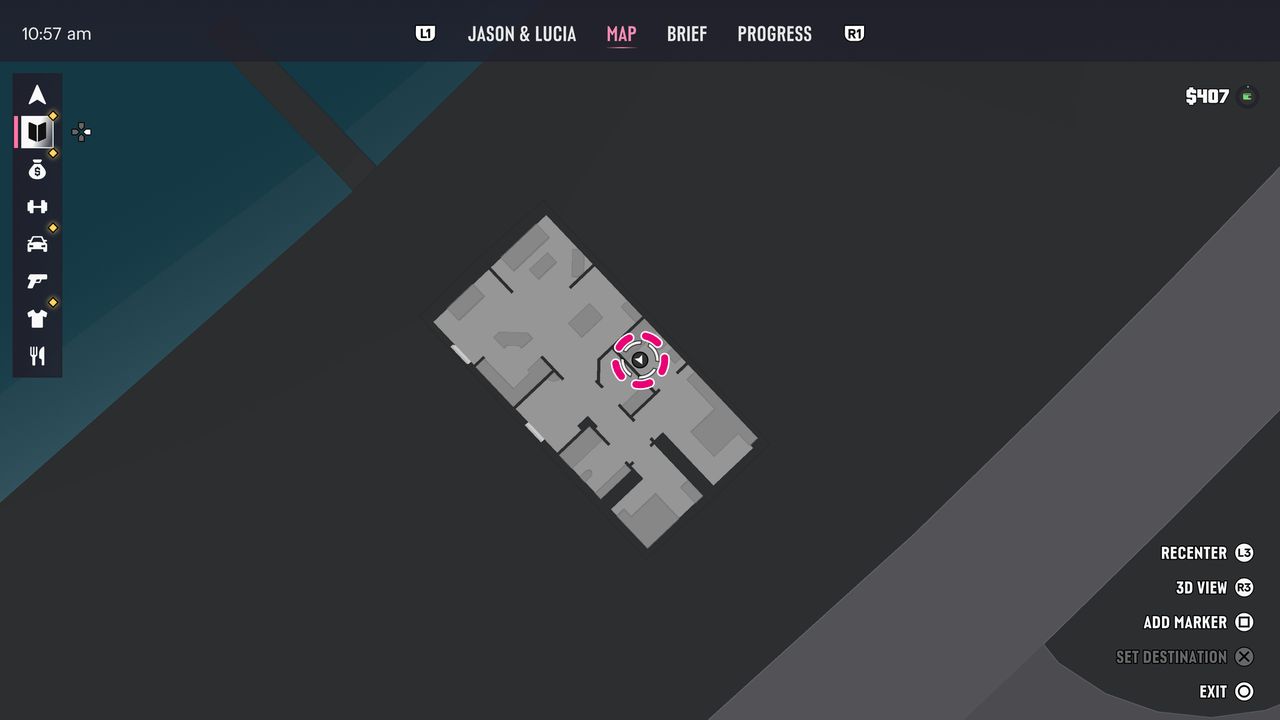 10:57 am
L1 JASON & LUCIA MAP BRIEF PROGRESS R1
$407
RECENTER L3
3D VIEW R3
ADD MARKER
SET DESTINATION
EXIT